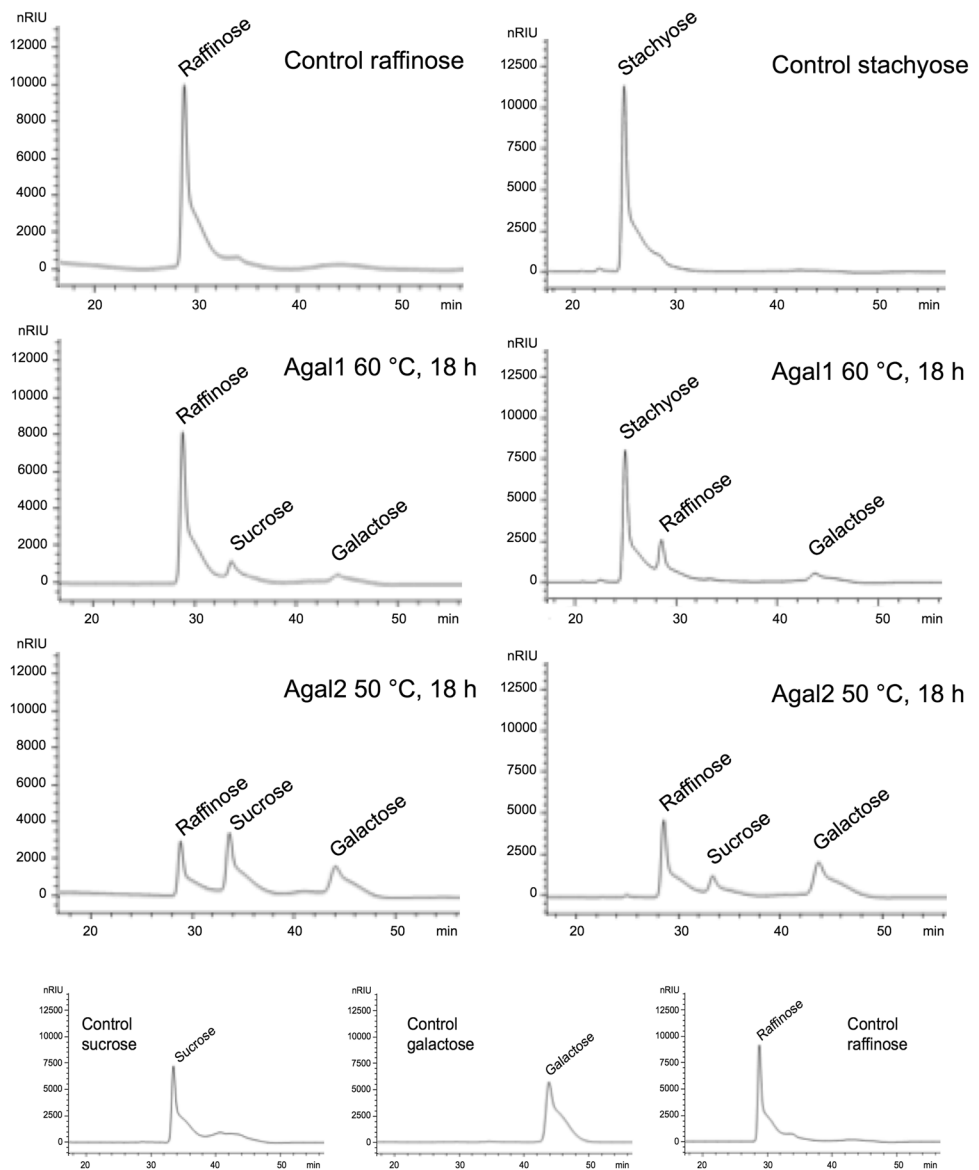 nRIU
Raffinose
Control raffinose
12000
10000
8000
6000
4000
2000
0
20 30 40 50 min
nRIU
Stachyose
Control stachyose
12500
10000
7500
5000
2500
0
20 30 40 50 min
nRIU
Agal1 60 °C, 18 h
12000
10000
8000
6000
4000
2000
0
Raffinose
Sucrose
Galactose
20 30 40 50 min
nRIU
Agal1 60 °C, 18 h
12500
10000
7500
5000
2500
0
Stachyose
Raffinose
Galactose
20 30 40 50 min
nRIU
Agal2 50 °C, 18 h
12000
10000
8000
6000
4000
2000
0
Raffinose
Sucrose
Galactose
20 30 40 50 min
nRIU
Agal2 50 °C, 18 h
12500
10000
7500
5000
2500
0
Raffinose
Sucrose
Galactose
20 30 40 50 min
nRIU
12500
10000
7500
5000
2500
0
Control
sucrose
Sucrose
20 30 40 50 min
nRIU
12500
10000
7500
5000
2500
0
Control
galactose
Galactose
20 30 40 50 min
nRIU
12500
10000
7500
5000
2500
0
Raffinose
Control
raffinose
20 30 40 50 min